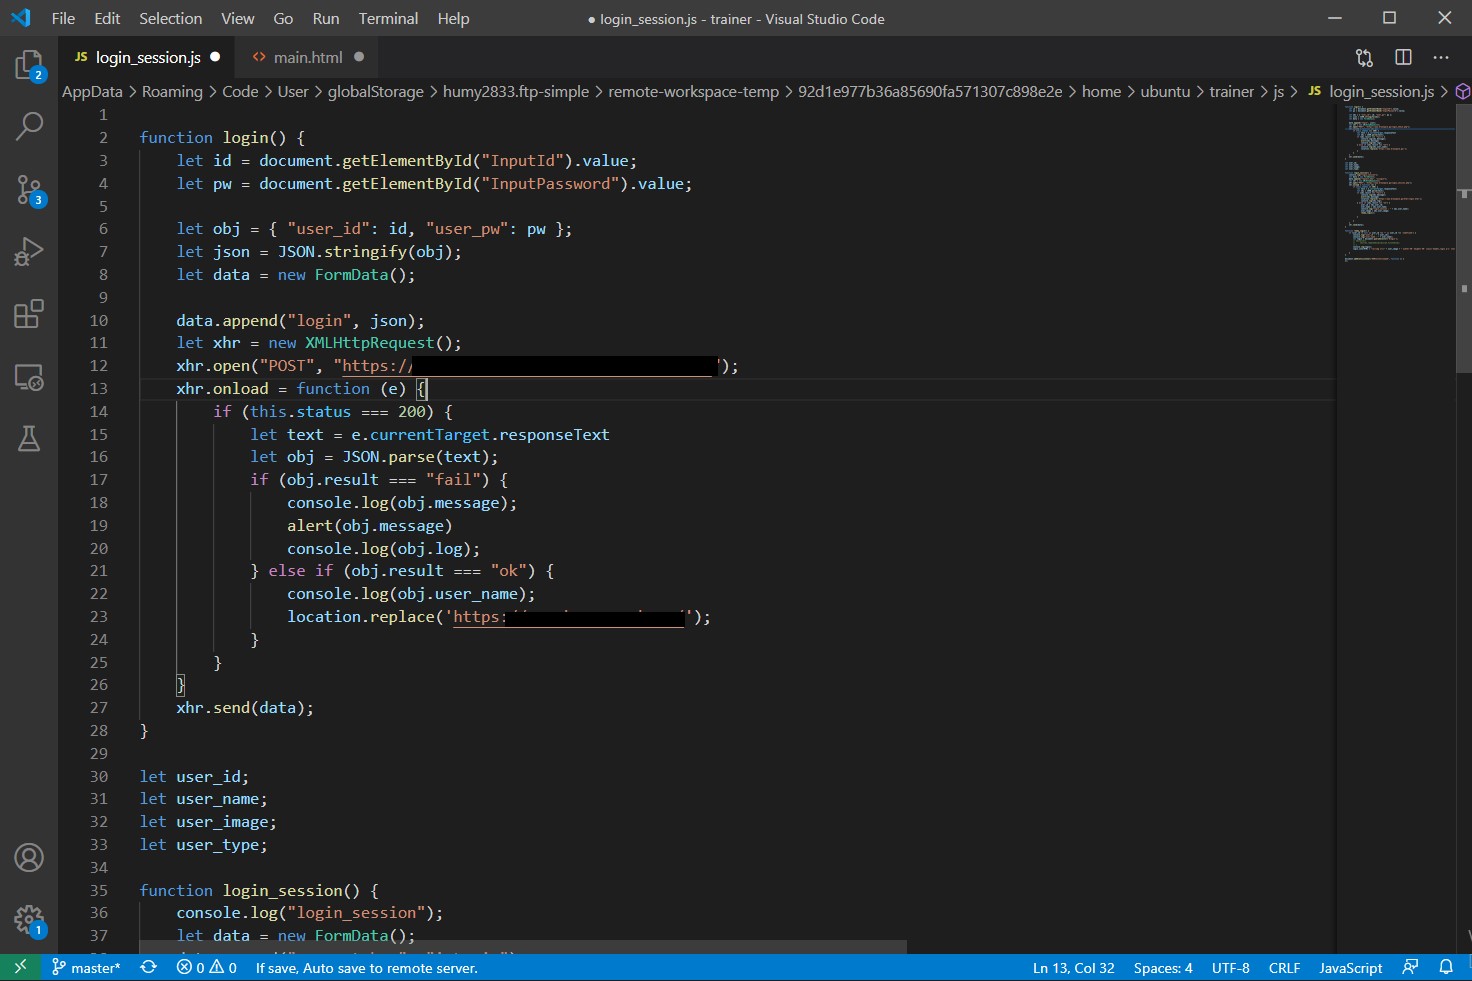 File Edit Selection View Go Run Terminal Help ● login_session.js - trainer - Visual Studio Code
JS login_session.js ● <> main.html ●
AppData > Roaming > Code > User > globalStorage > humy2833.ftp-simple > remote-workspace-temp > 92d1e977b36a85690fa571307c898e2e > home > ubuntu > trainer > js > JS login_session.js >
1
2 function login() {
3 let id = document.getElementById("InputId").value;
4 let pw = document.getElementById("InputPassword").value;
5
6 let obj = { "user_id": id, "user_pw": pw };
7 let json = JSON.stringify(obj);
8 let data = new FormData();
9
10 data.append("login", json);
11 let xhr = new XMLHttpRequest();
12 xhr.open("POST", "https:// ");
13 xhr.onload = function (e) {
14 if (this.status === 200) {
15 let text = e.currentTarget.responseText
16 let obj = JSON.parse(text);
17 if (obj.result === "fail") {
18 console.log(obj.message);
19 alert(obj.message)
20 console.log(obj.log);
21 } else if (obj.result === "ok") {
22 console.log(obj.user_name);
23 location.replace('https: ');
24 }
25 }
26 }
27 xhr.send(data);
28 }
29
30 let user_id;
31 let user_name;
32 let user_image;
33 let user_type;
34
35 function login_session() {
36 console.log("login_session");
37 let data = new FormData();
2
3
1
master* 0 0 If save, Auto save to remote server. Ln 13, Col 32 Spaces: 4 UTF-8 CRLF JavaScript